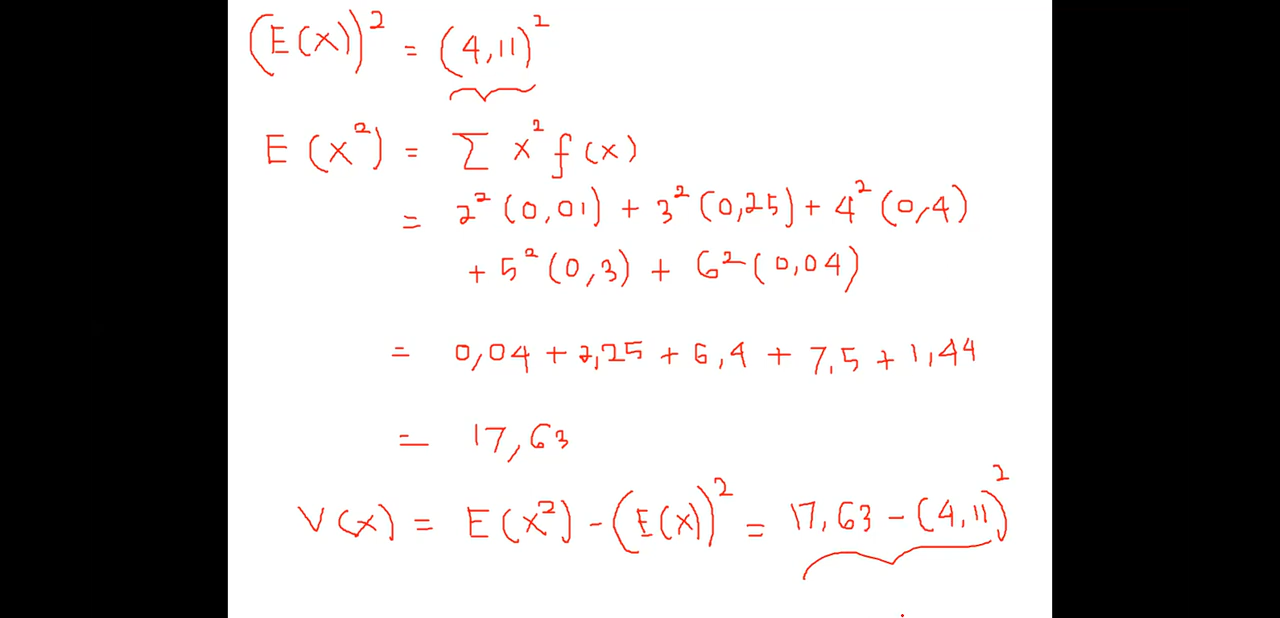 (E(x))² = (4,11)²
E(x²) = Σ x² f(x)
= 2²(0,01) + 3²(0,25) + 4²(0,4)
+ 5²(0,3) + 6²(0,04)
= 0,04 + 2,25 + 6,4 + 7,5 + 1,44
= 17,63
V(x) = E(x²) - (E(x))² = 17,63 - (4,11)²